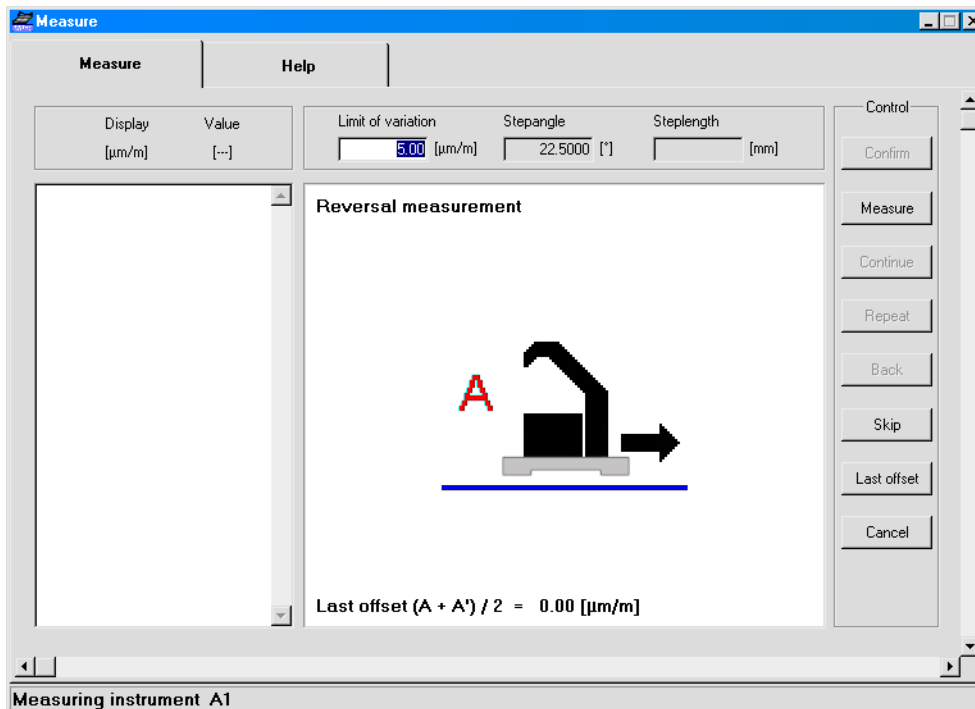 Measure
Measure
Help
Display
Value
[µm/m]
[---]
Limit of variation
Stepangle
Steplength
5.00 [µm/m]
22.5000 [°]
[mm]
Control
Confirm
Measure
Continue
Repeat
Back
Skip
Last offset
Cancel
Reversal measurement
A
Last offset (A + A') / 2 = 0.00 [µm/m]
Measuring instrument A1